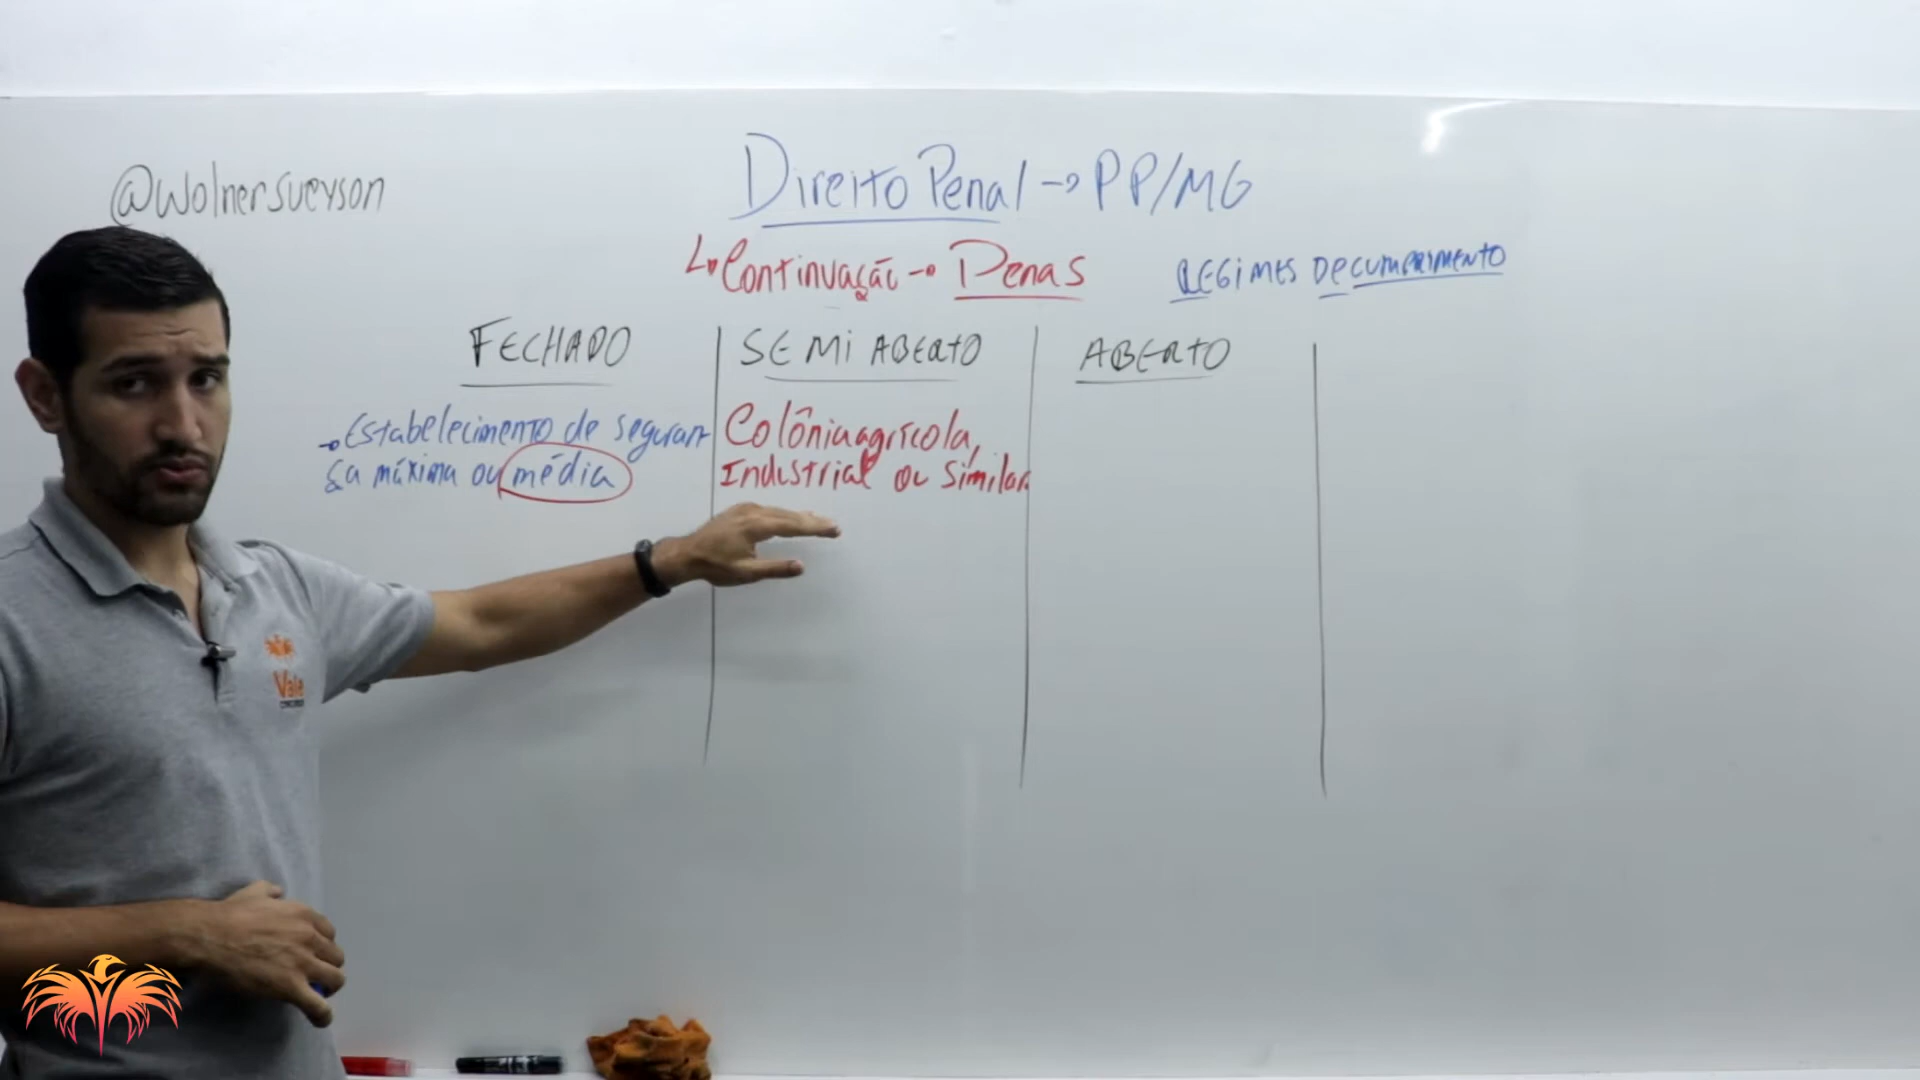 @wolnersueyson
Direito Penal → PP/MG
↳ Continuação → Penas
REGIMES DE CUMPRIMENTO
FECHADO
SEMI ABERTO
ABERTO
→ Estabelecimento de seguran
ça máxima ou média
Colônia agrícola,
Industrial ou similar
Vale